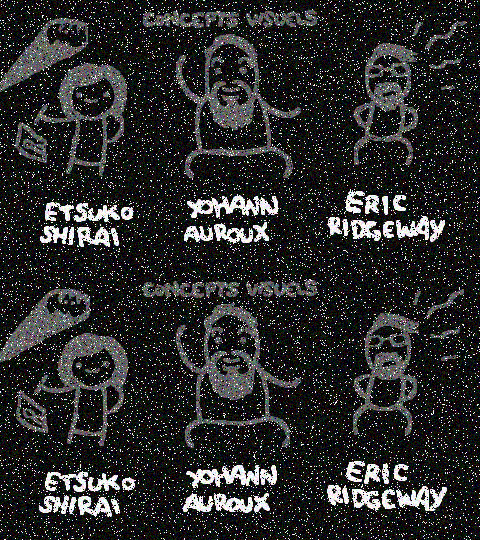 CONCEPTS VISUELS
ETSUKO SHIRAI
YOHANN AUROUX
ERIC RIDGEWAY
CONCEPTS VISUELS
ETSUKO SHIRAI
YOHANN AUROUX
ERIC RIDGEWAY